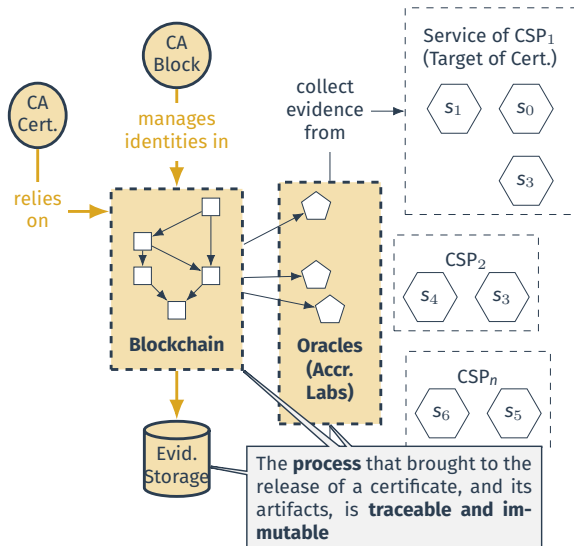 CA
Block
CA
Cert.
manages
identities in
relies
on
collect
evidence
from
Service of CSP₁
(Target of Cert.)
s₁
s₀
s₃
CSP₂
s₄
s₃
CSPₙ
s₆
s₅
Blockchain
Oracles
(Accr.
Labs)
Evid.
Storage
The process that brought to the
release of a certificate, and its
artifacts, is traceable and im-
mutable